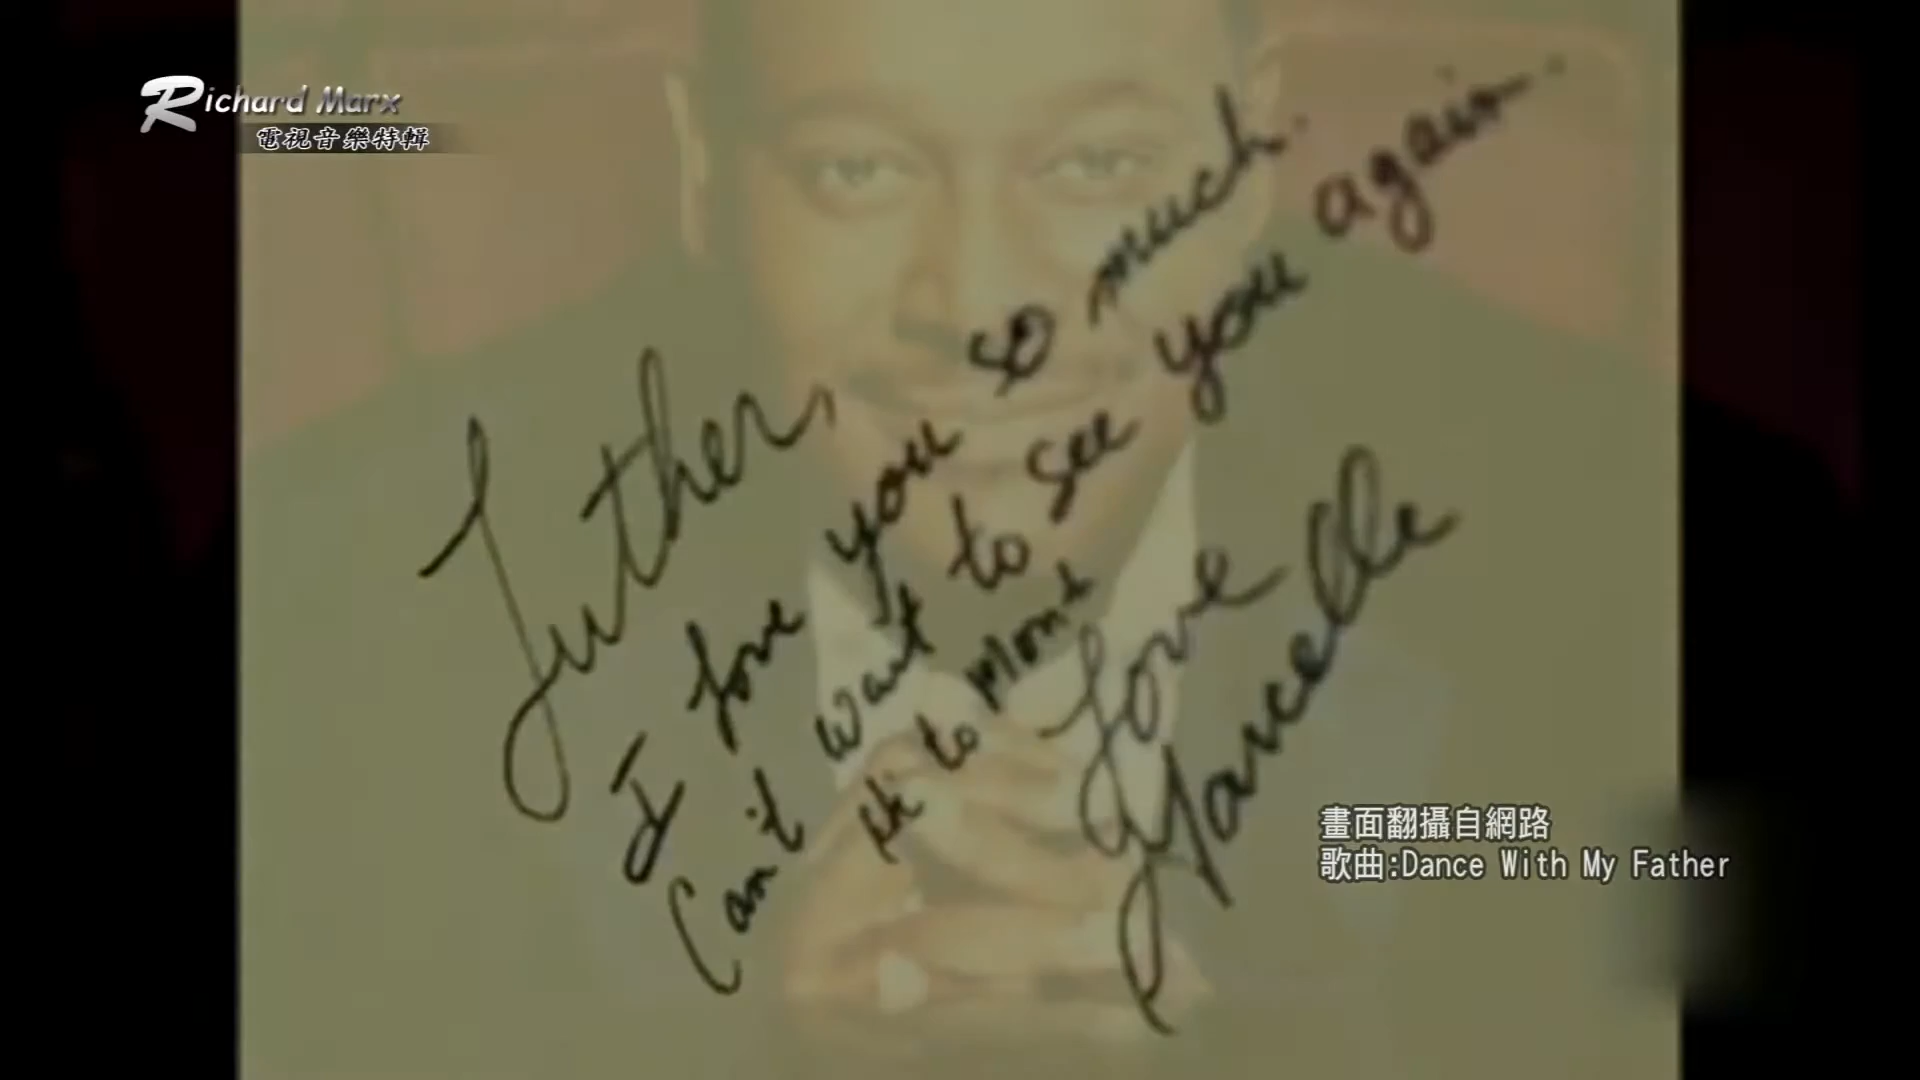 Richard Marx
電視音樂特輯
Luther,
I love you so much.
Can't wait to see you again.
to
Love
畫面翻攝自網路
歌曲:Dance With My Father